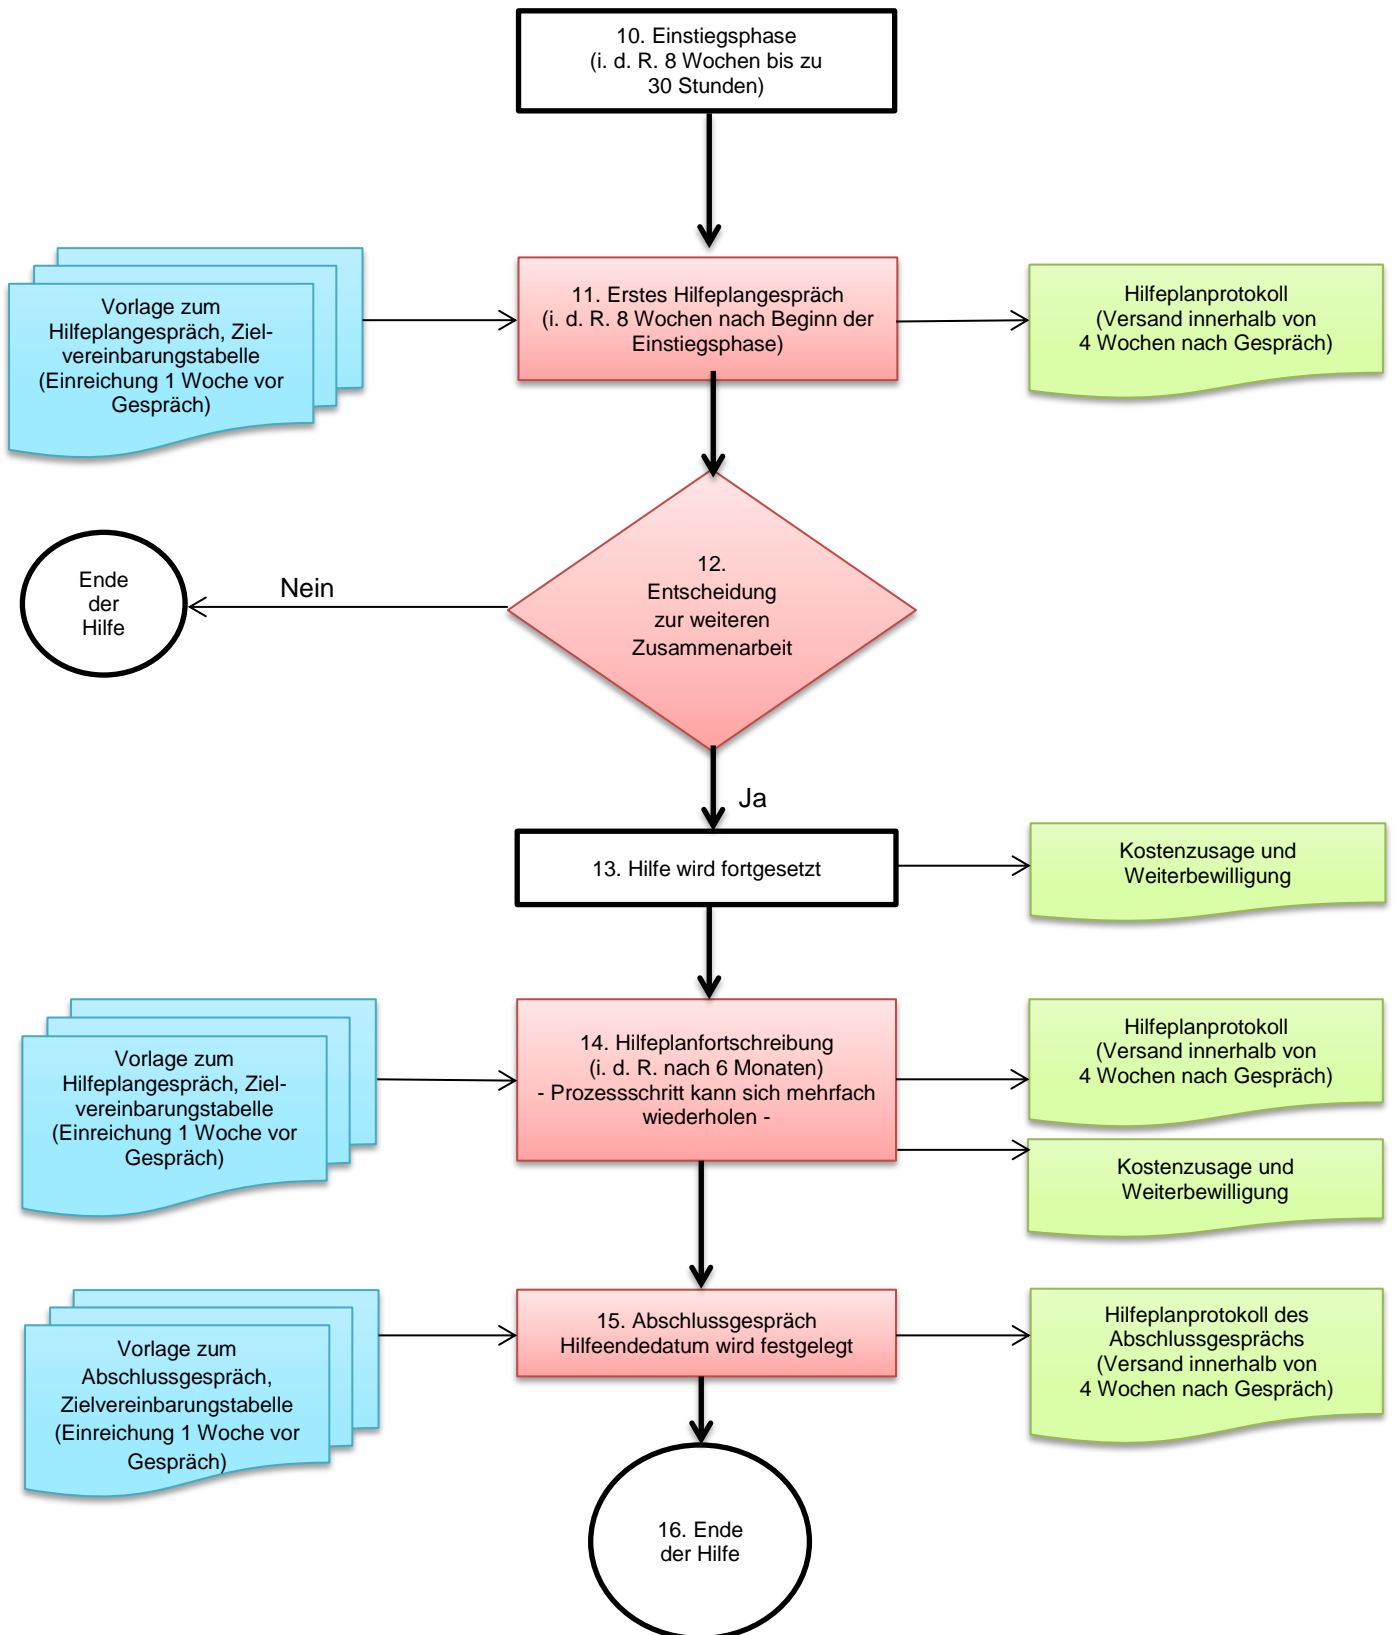 10. Einstiegsphase
(i. d. R. 8 Wochen bis zu
30 Stunden)
Vorlage zum
Hilfeplangespräch, Ziel-
vereinbarungstabelle
(Einreichung 1 Woche vor
Gespräch)
11. Erstes Hilfeplangespräch
(i. d. R. 8 Wochen nach Beginn der
Einstiegsphase)
Hilfeplanprotokoll
(Versand innerhalb von
4 Wochen nach Gespräch)
Ende
der
Hilfe
Nein
12.
Entscheidung
zur weiteren
Zusammenarbeit
Ja
13. Hilfe wird fortgesetzt
Kostenzusage und
Weiterbewilligung
Vorlage zum
Hilfeplangespräch, Ziel-
vereinbarungstabelle
(Einreichung 1 Woche vor
Gespräch)
14. Hilfeplanfortschreibung
(i. d. R. nach 6 Monaten)
- Prozessschritt kann sich mehrfach
wiederholen -
Hilfeplanprotokoll
(Versand innerhalb von
4 Wochen nach Gespräch)
Kostenzusage und
Weiterbewilligung
Vorlage zum
Abschlussgespräch,
Zielvereinbarungstabelle
(Einreichung 1 Woche vor
Gespräch)
15. Abschlussgespräch
Hilfeendedatum wird festgelegt
Hilfeplanprotokoll des
Abschlussgesprächs
(Versand innerhalb von
4 Wochen nach Gespräch)
16. Ende
der Hilfe